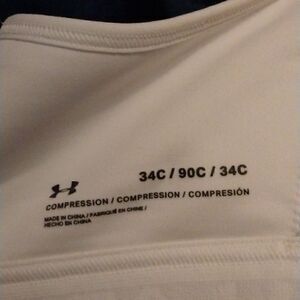 34C / 90C / 34C
COMPRESSION / COMPRESSION / COMPRESIÓN
MADE IN CHINA / FABRIQUÉ EN CHINE /
HECHO EN CHINA